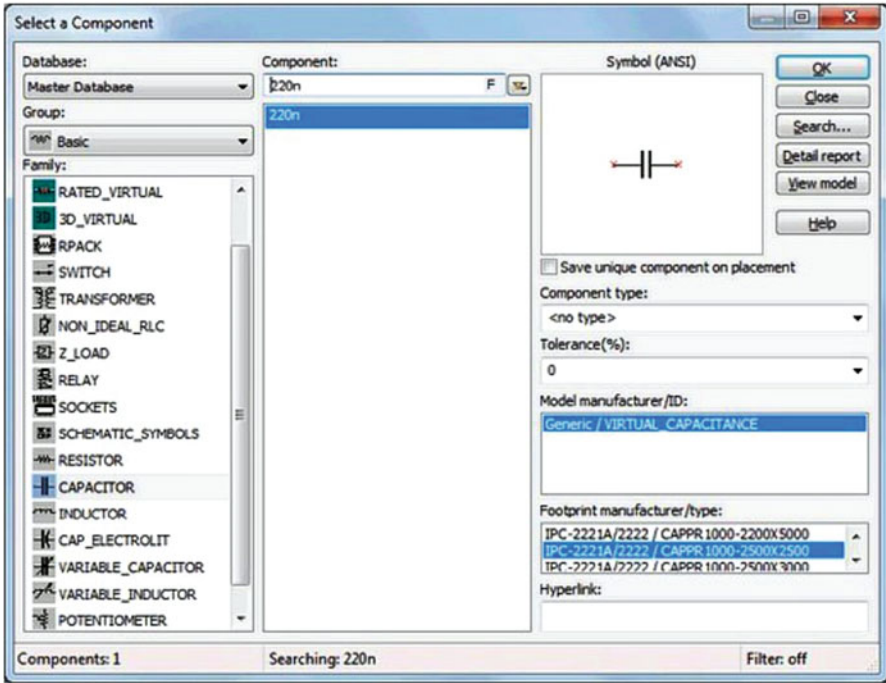 Select a Component
Database:
Master Database
Group:
Basic
Family:
RATED_VIRTUAL
3D_VIRTUAL
RPACK
SWITCH
TRANSFORMER
NON_IDEAL_RLC
Z_LOAD
RELAY
SOCKETS
SCHEMATIC_SYMBOLS
RESISTOR
CAPACITOR
INDUCTOR
CAP_ELECTROLIT
VARIABLE_CAPACITOR
VARIABLE_INDUCTOR
POTENTIOMETER
Component:
220n F
220n
Symbol (ANSI)
OK
Close
Search...
Detail report
View model
Help
Save unique component on placement
Component type:
<no type>
Tolerance(%):
0
Model manufacturer/ID:
Generic / VIRTUAL_CAPACITANCE
Footprint manufacturer/type:
IPC-2221A/2222 / CAPPR1000-2200X5000
IPC-2221A/2222 / CAPPR1000-2500X2500
IPC-2221A/2222 / CAPPR1000-2500X3000
Hyperlink:
Components: 1
Searching: 220n
Filter: off